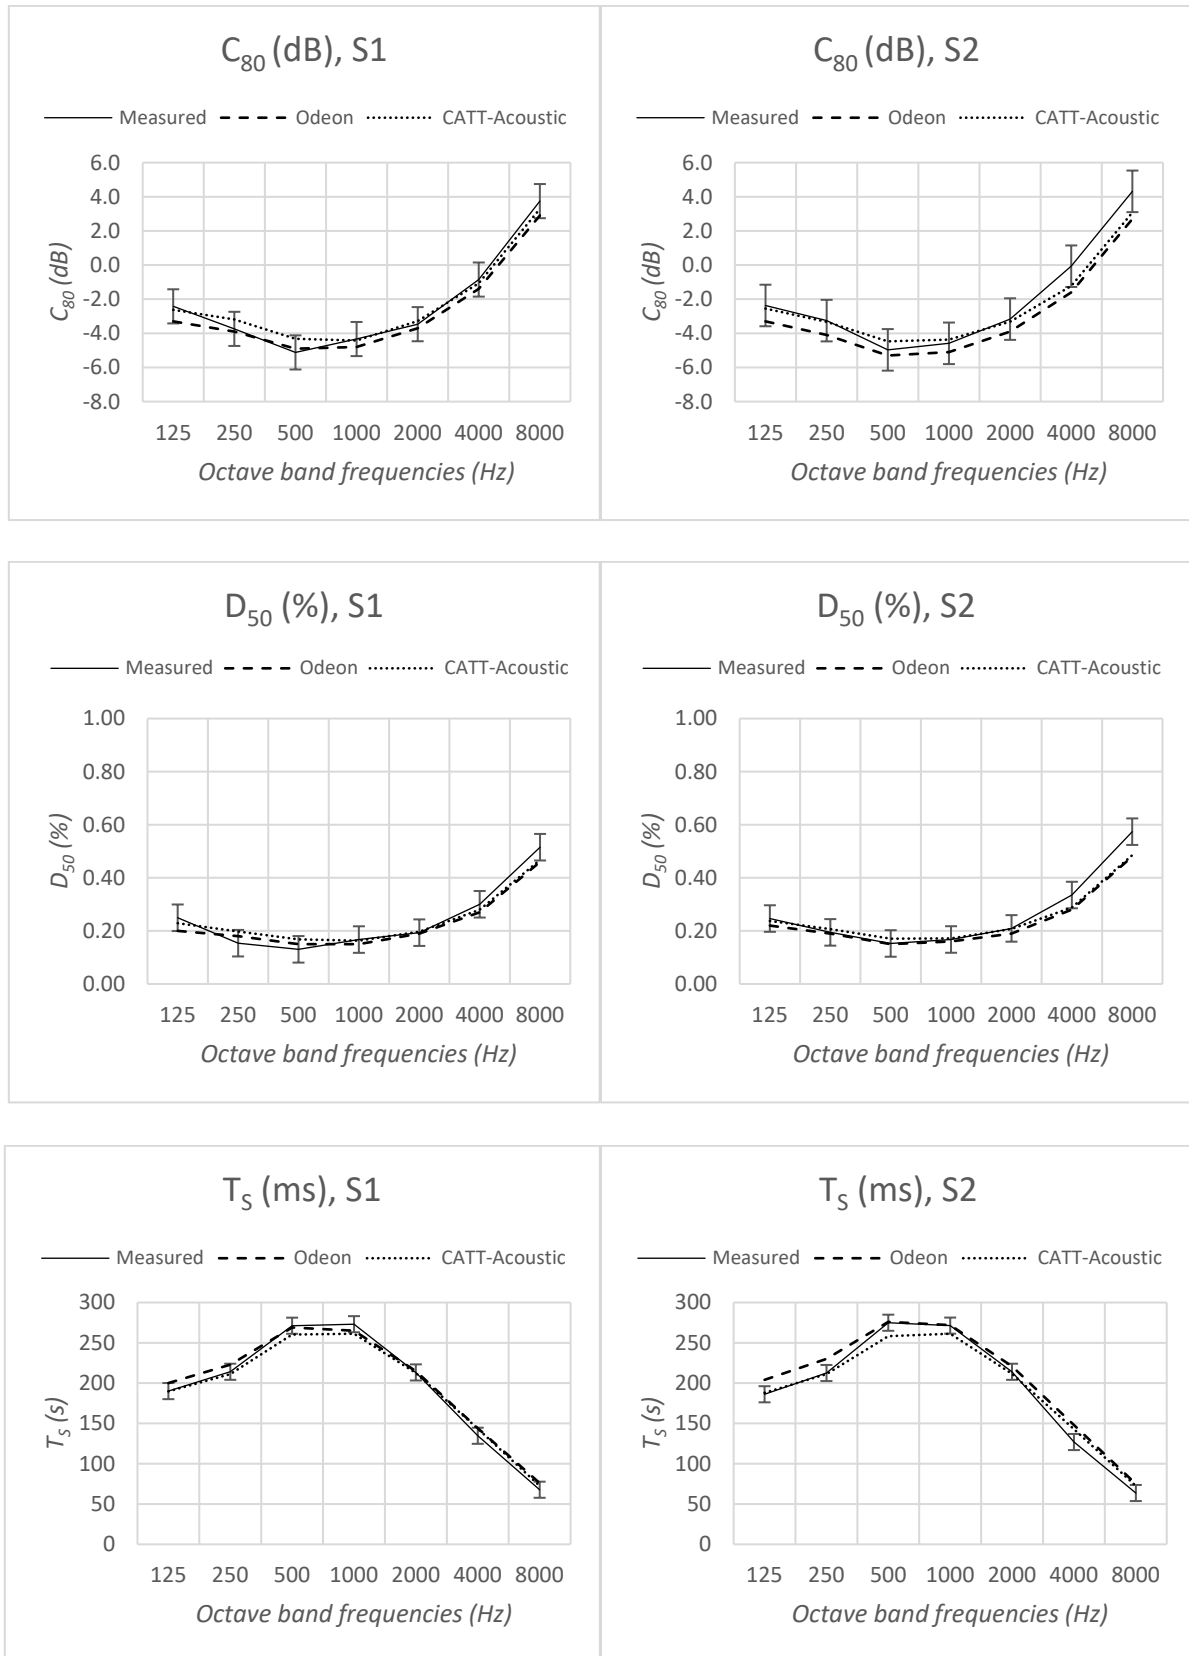 C80 (dB), S1
Measured Odeon CATT-Acoustic
6.0
4.0
2.0
0.0
-2.0
-4.0
-6.0
-8.0
C80 (dB)
125 250 500 1000 2000 4000 8000
Octave band frequencies (Hz)
C80 (dB), S2
Measured Odeon CATT-Acoustic
6.0
4.0
2.0
0.0
-2.0
-4.0
-6.0
-8.0
C80 (dB)
125 250 500 1000 2000 4000 8000
Octave band frequencies (Hz)
D50 (%), S1
Measured Odeon CATT-Acoustic
1.00
0.80
0.60
0.40
0.20
0.00
D50 (%)
125 250 500 1000 2000 4000 8000
Octave band frequencies (Hz)
D50 (%), S2
Measured Odeon CATT-Acoustic
1.00
0.80
0.60
0.40
0.20
0.00
D50 (%)
125 250 500 1000 2000 4000 8000
Octave band frequencies (Hz)
TS (ms), S1
Measured Odeon CATT-Acoustic
300
250
200
150
100
50
0
TS (s)
125 250 500 1000 2000 4000 8000
Octave band frequencies (Hz)
TS (ms), S2
Measured Odeon CATT-Acoustic
300
250
200
150
100
50
0
TS (s)
125 250 500 1000 2000 4000 8000
Octave band frequencies (Hz)